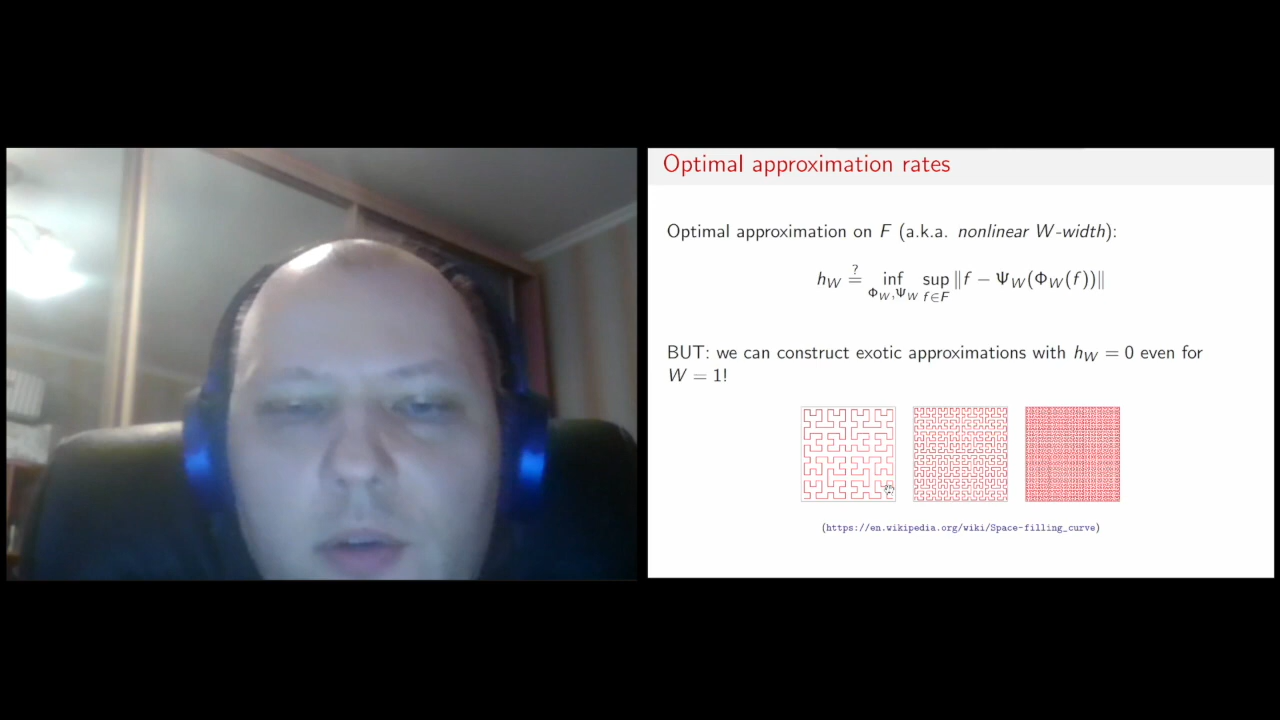 Optimal approximation rates
Optimal approximation on F (a.k.a. nonlinear W-width):
h_W ≟ inf_{Φ_W,Ψ_W} sup_{f∈F} ‖f − Ψ_W(Φ_W(f))‖
BUT: we can construct exotic approximations with h_W = 0 even for
W = 1!
(https://en.wikipedia.org/wiki/Space-filling_curve)